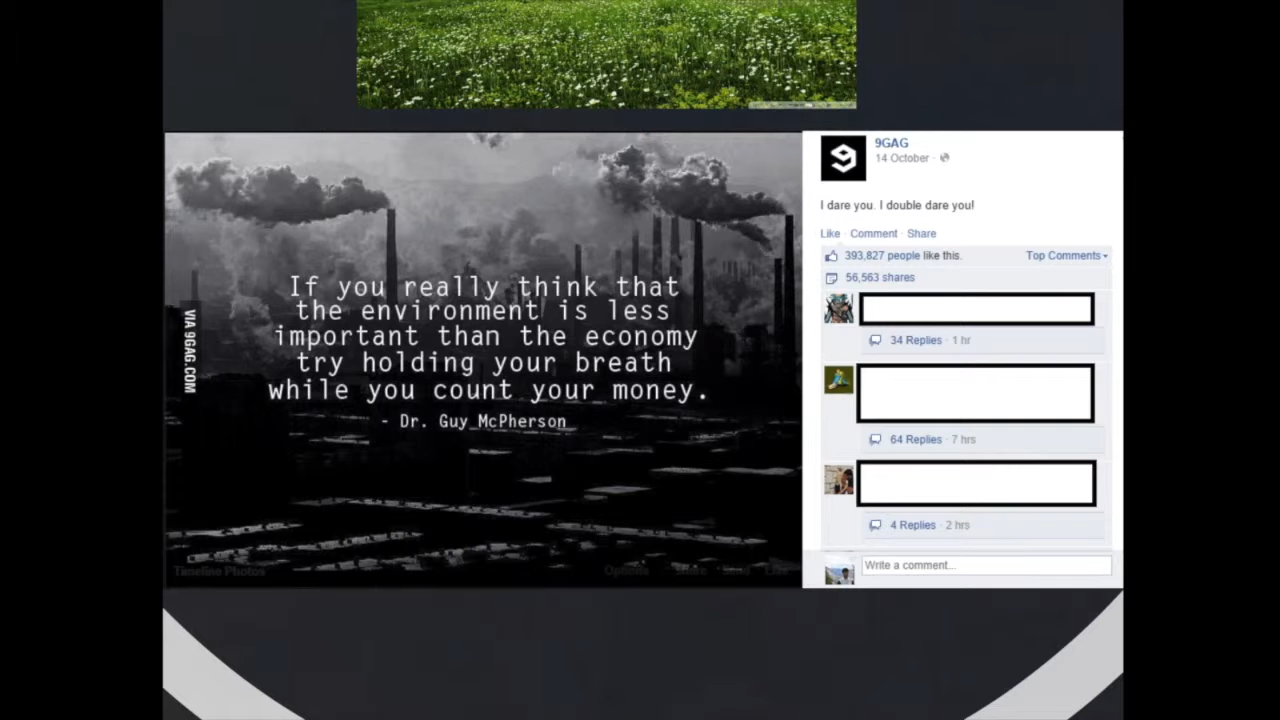 If you really think that
the environment is less
important than the economy
try holding your breath
while you count your money.
- Dr. Guy McPherson
VIA 9GAG.COM
Timeline Photos
Options
9GAG
14 October ·
I dare you. I double dare you!
Like · Comment · Share
393,827 people like this.
Top Comments
56,563 shares
34 Replies · 1 hr
64 Replies · 7 hrs
4 Replies · 2 hrs
Write a comment...